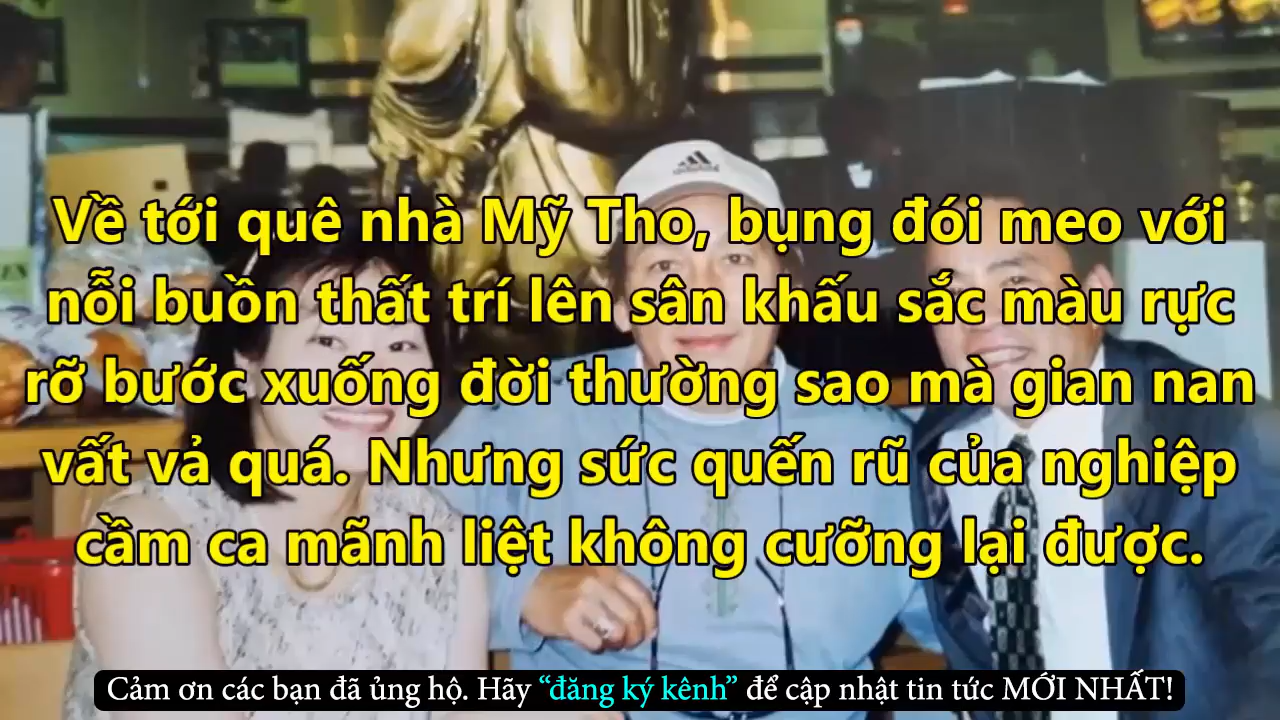 adidas
Về tới quê nhà Mỹ Tho, bụng đói meo với
nỗi buồn thất trí lên sân khấu sắc màu rực
rỡ bước xuống đời thường sao mà gian nan
vất vả quá. Nhưng sức quến rũ của nghiệp
cầm ca mãnh liệt không cưỡng lại được.
Cảm ơn các bạn đã ủng hộ. Hãy “đăng ký kênh” để cập nhật tin tức MỚI NHẤT!